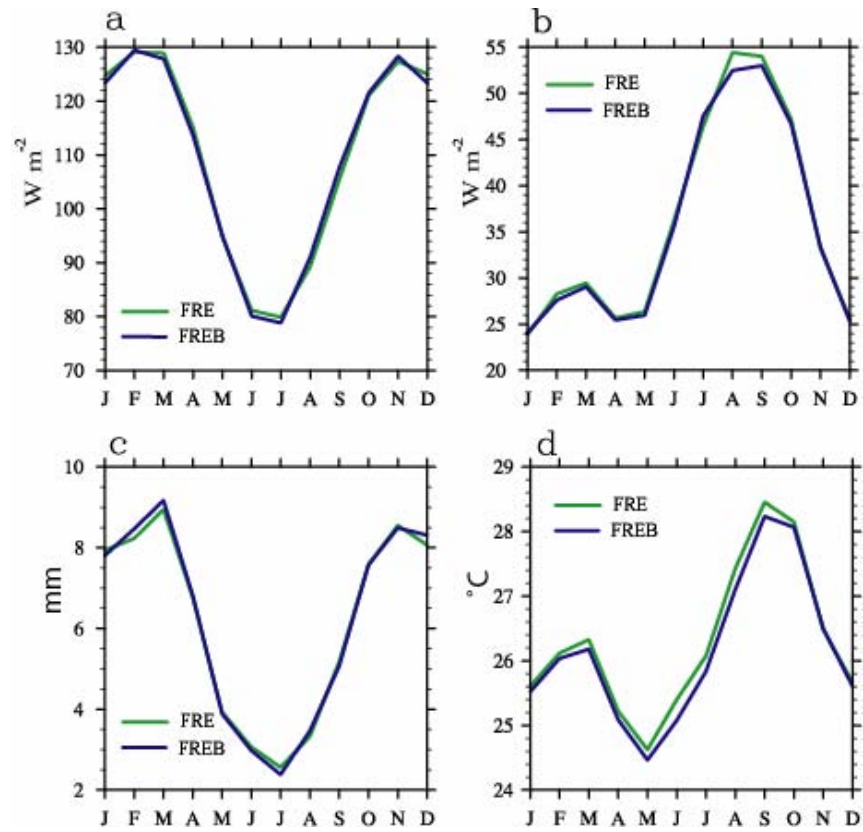 a
130
120
110
100
90
80
70
W m-2
FRE
FREB
J F M A M J J A S O N D
b
55
50
45
40
35
30
25
20
W m-2
FRE
FREB
J F M A M J J A S O N D
c
10
8
6
4
2
mm
FRE
FREB
J F M A M J J A S O N D
d
29
28
27
26
25
24
°C
FRE
FREB
J F M A M J J A S O N D